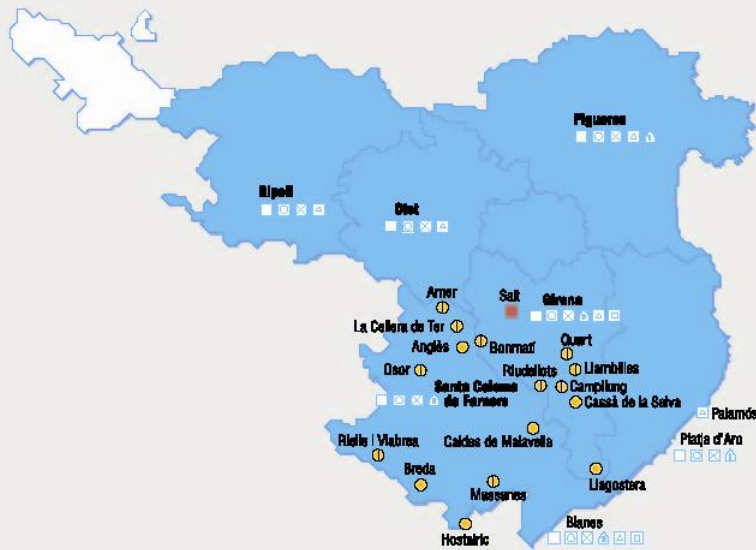 Figueres
Ripoll
Olot
Amer
Salt
Girona
La Cellera de Ter
Anglès
Bonmatí
Quart
Osor
Riudellots
Llambilles
Santa Coloma
de Farners
Campllong
Cassà de la Selva
Palamós
Riells i Viabrea
Caldes de Malavella
Platja d'Aro
Breda
Massanes
Llagostera
Hostalric
Blanes